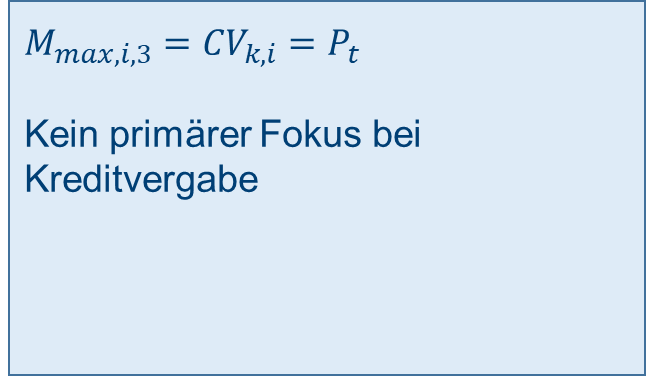 M_{max,i,3} = CV_{k,i} = P_t
Kein primärer Fokus bei
Kreditvergabe